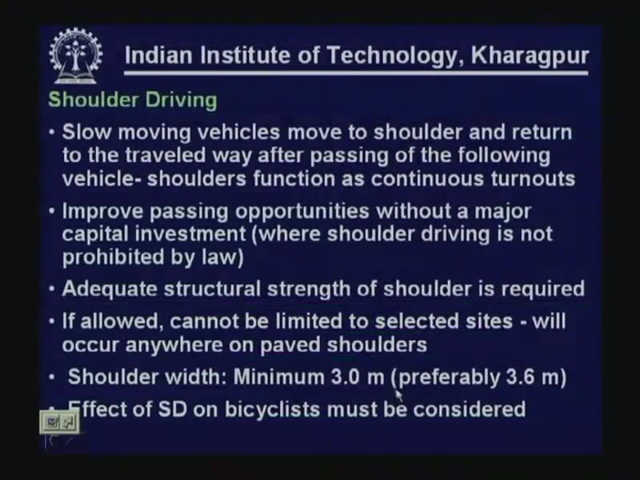 Indian Institute of Technology, Kharagpur
Shoulder Driving
• Slow moving vehicles move to shoulder and return
to the traveled way after passing of the following
vehicle- shoulders function as continuous turnouts
• Improve passing opportunities without a major
capital investment (where shoulder driving is not
prohibited by law)
• Adequate structural strength of shoulder is required
• If allowed, cannot be limited to selected sites - will
occur anywhere on paved shoulders
• Shoulder width: Minimum 3.0 m (preferably 3.6 m)
• Effect of SD on bicyclists must be considered